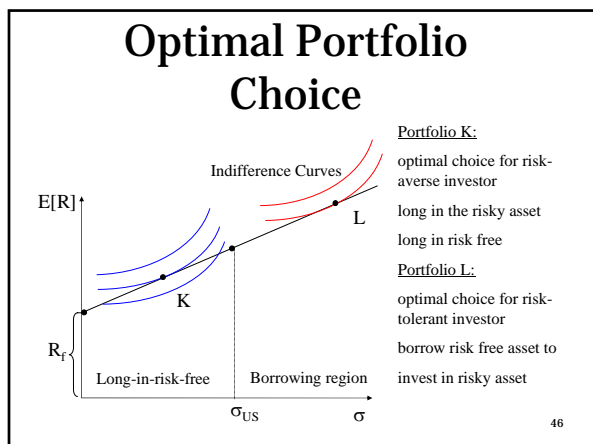 Optimal Portfolio
Choice
Indifference Curves
E[R]
L
K
R_f
Long-in-risk-free
Borrowing region
σ_US
σ
Portfolio K:
optimal choice for risk-
averse investor
long in the risky asset
long in risk free
Portfolio L:
optimal choice for risk-
tolerant investor
borrow risk free asset to
invest in risky asset
46